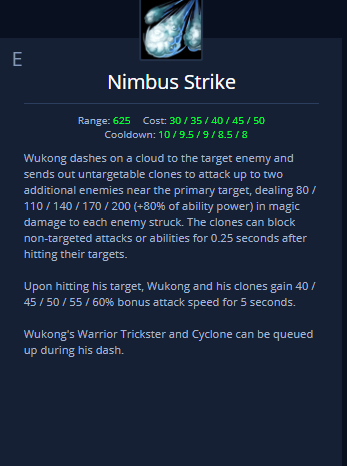 E
Nimbus Strike
Range: 625 Cost: 30 / 35 / 40 / 45 / 50
Cooldown: 10 / 9.5 / 9 / 8.5 / 8
Wukong dashes on a cloud to the target enemy and
sends out untargetable clones to attack up to two
additional enemies near the primary target, dealing 80 /
110 / 140 / 170 / 200 (+80% of ability power) in magic
damage to each enemy struck. The clones can block
non-targeted attacks or abilities for 0.25 seconds after
hitting their targets.
Upon hitting his target, Wukong and his clones gain 40 /
45 / 50 / 55 / 60% bonus attack speed for 5 seconds.
Wukong's Warrior Trickster and Cyclone can be queued
up during his dash.